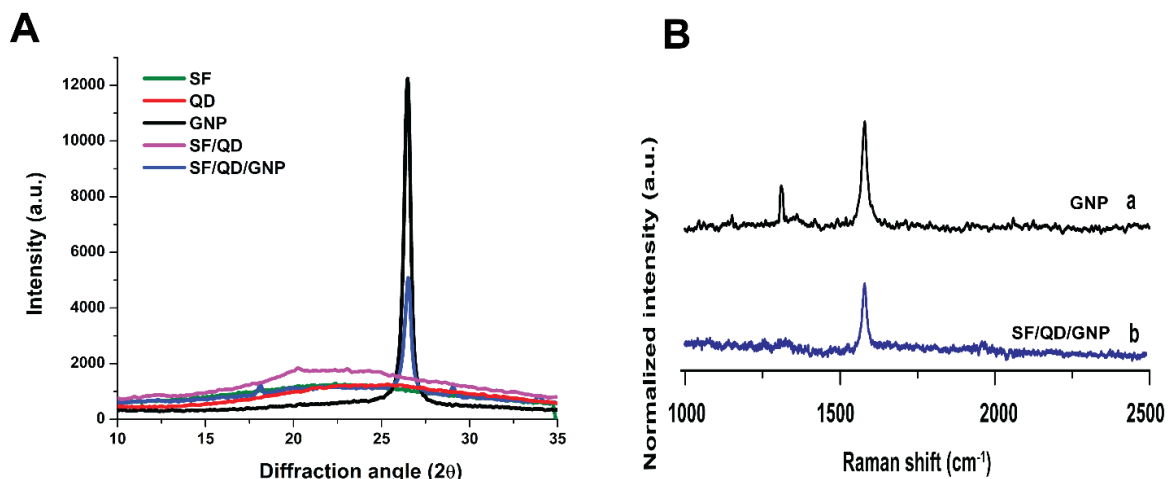 A
SF
QD
GNP
SF/QD
SF/QD/GNP
12000
10000
8000
6000
4000
2000
0
Intensity (a.u.)
10 15 20 25 30 35
Diffraction angle (2θ)
B
Normalized intensity (a.u.)
GNP a
SF/QD/GNP b
1000 1500 2000 2500
Raman shift (cm⁻¹)